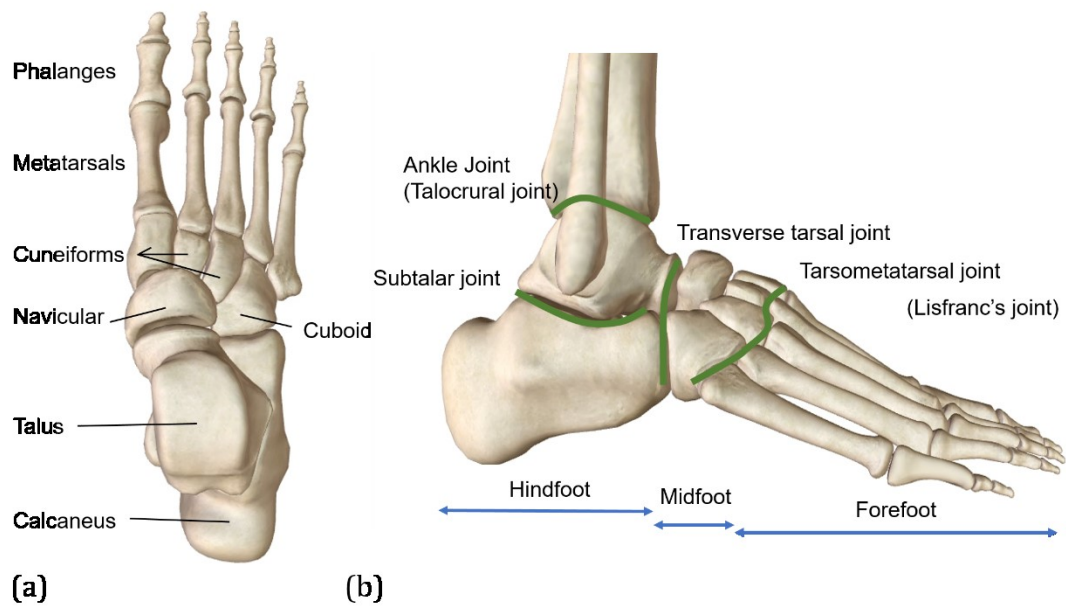 Phalanges
Metatarsals
Cuneiforms
Navicular
Cuboid
Talus
Calcaneus
(a)
Ankle Joint
(Talocrural joint)
Transverse tarsal joint
Subtalar joint
Tarsometatarsal joint
(Lisfranc's joint)
Hindfoot
Midfoot
Forefoot
(b)